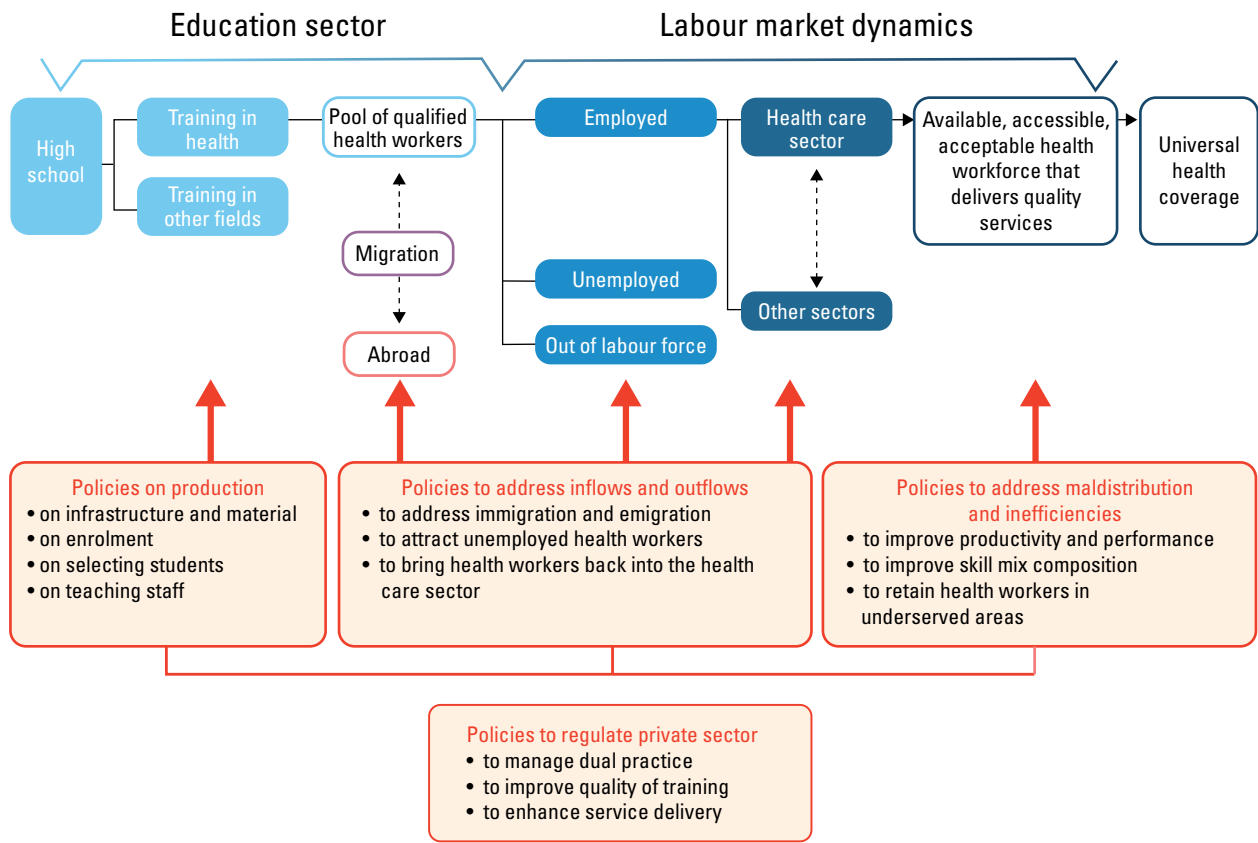 Education sector
Labour market dynamics
High
school
Training in
health
Training in
other fields
Pool of qualified
health workers
Migration
Abroad
Employed
Unemployed
Out of labour force
Health care
sector
Other sectors
Available, accessible,
acceptable health
workforce that
delivers quality
services
Universal
health
coverage
Policies on production
• on infrastructure and material
• on enrolment
• on selecting students
• on teaching staff
Policies to address inflows and outflows
• to address immigration and emigration
• to attract unemployed health workers
• to bring health workers back into the health
care sector
Policies to address maldistribution
and inefficiencies
• to improve productivity and performance
• to improve skill mix composition
• to retain health workers in
underserved areas
Policies to regulate private sector
• to manage dual practice
• to improve quality of training
• to enhance service delivery